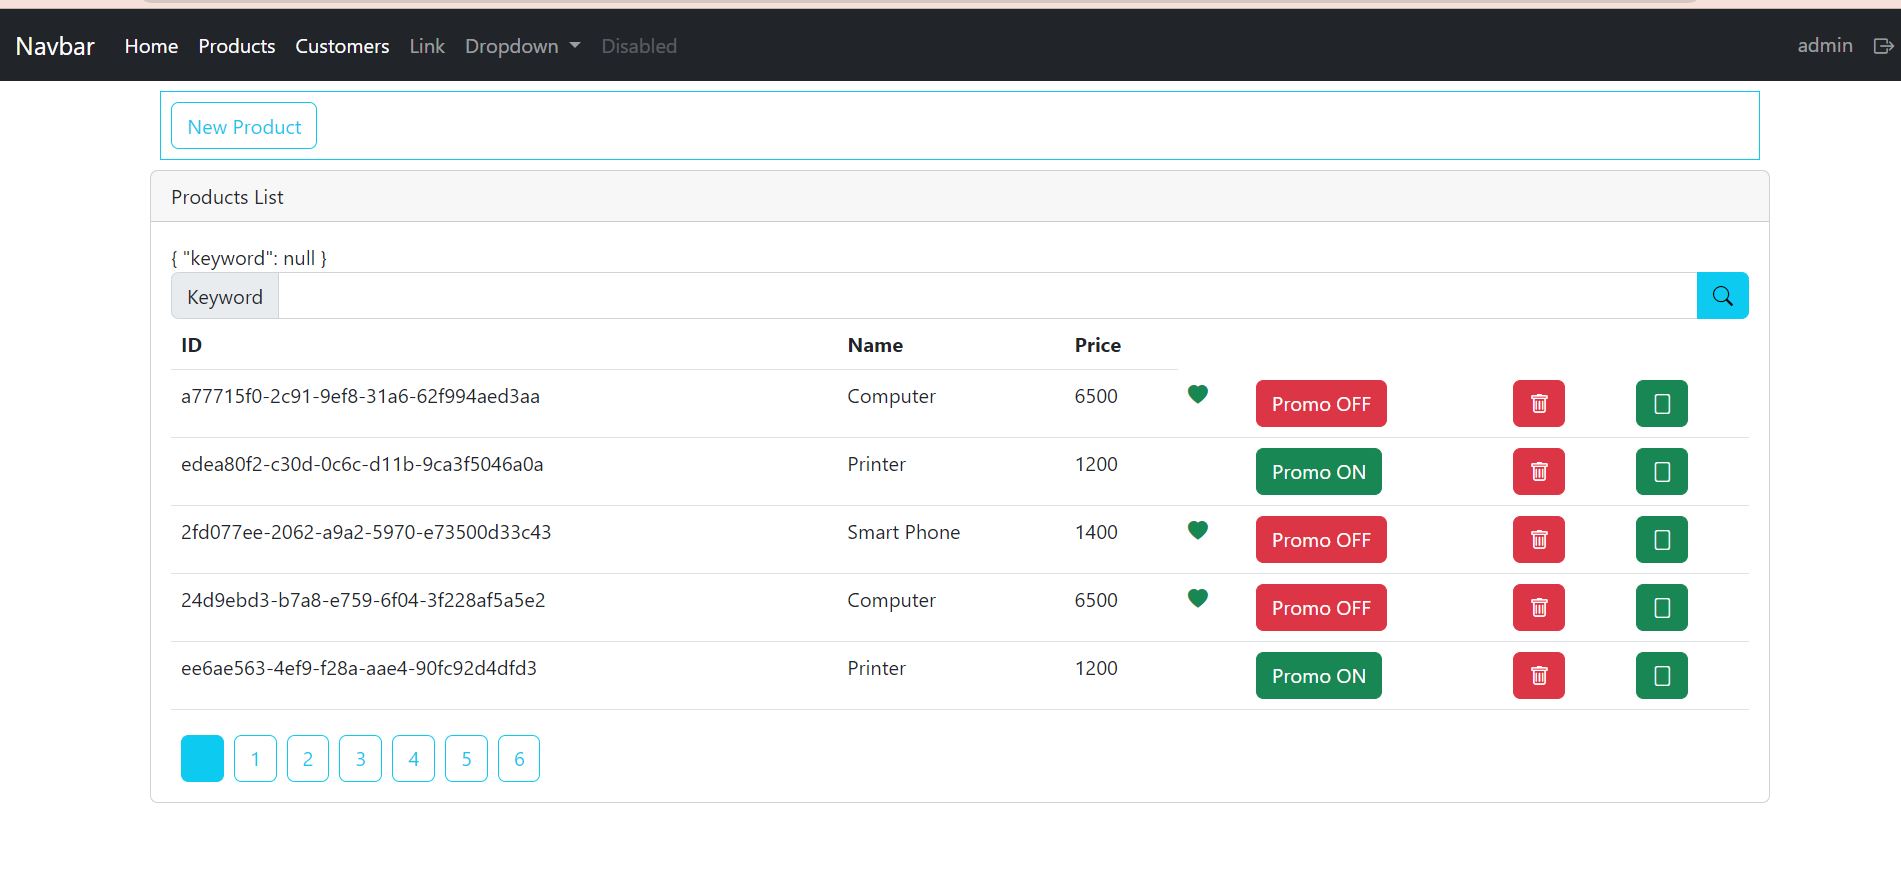 Navbar Home Products Customers Link Dropdown Disabled admin
New Product
Products List
{ "keyword": null }
Keyword
ID Name Price
a77715f0-2c91-9ef8-31a6-62f994aed3aa Computer 6500 Promo OFF
edea80f2-c30d-0c6c-d11b-9ca3f5046a0a Printer 1200 Promo ON
2fd077ee-2062-a9a2-5970-e73500d33c43 Smart Phone 1400 Promo OFF
24d9ebd3-b7a8-e759-6f04-3f228af5a5e2 Computer 6500 Promo OFF
ee6ae563-4ef9-f28a-aae4-90fc92d4dfd3 Printer 1200 Promo ON
1 2 3 4 5 6